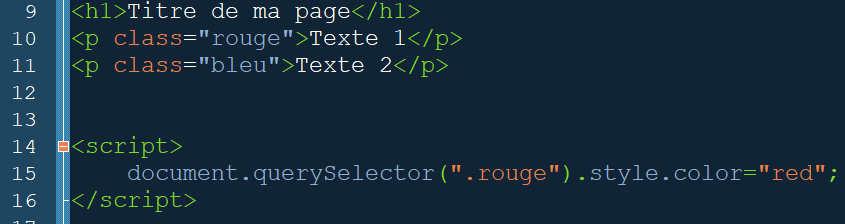 9 <h1>Titre de ma page</h1>
10 <p class="rouge">Texte 1</p>
11 <p class="bleu">Texte 2</p>
12
13
14 <script>
15 document.querySelector(".rouge").style.color="red";
16 </script>